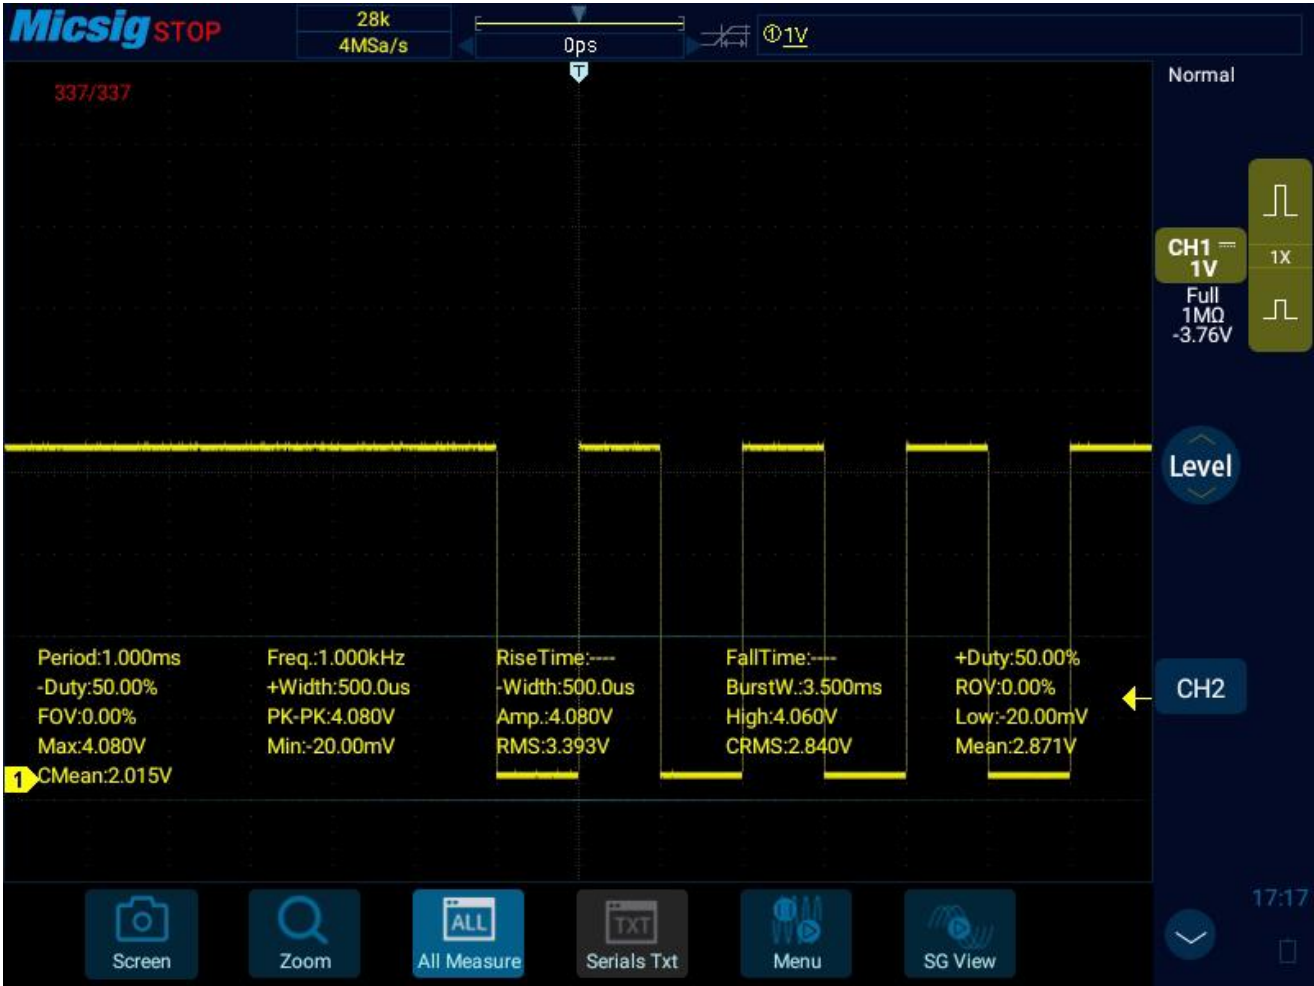 Micsig STOP
28k
4MSa/s
0ps
T
①1V
337/337
Normal
CH1
1V
1X
Full
1MΩ
-3.76V
Level
CH2
Period:1.000ms Freq.:1.000kHz RiseTime:---- FallTime:---- +Duty:50.00%
-Duty:50.00% +Width:500.0us -Width:500.0us BurstW.:3.500ms ROV:0.00%
FOV:0.00% PK-PK:4.080V Amp.:4.080V High:4.060V Low:-20.00mV
Max:4.080V Min:-20.00mV RMS:3.393V CRMS:2.840V Mean:2.871V
1 CMean:2.015V
ALL
TXT
Screen Zoom All Measure Serials Txt Menu SG View
17:17